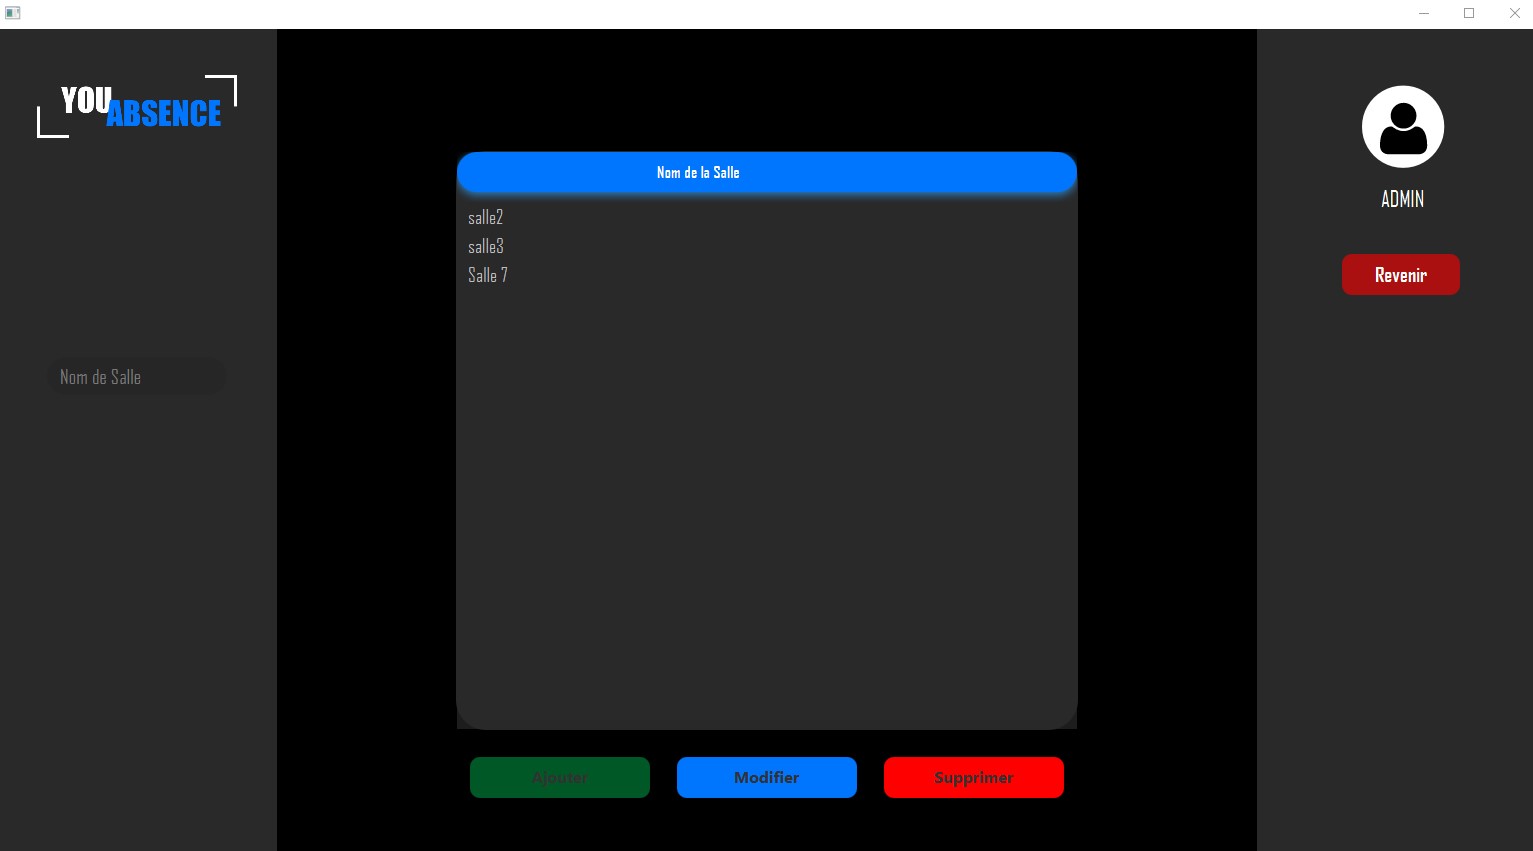 YOU
ABSENCE
Nom de Salle
Nom de la Salle
salle2
salle3
Salle 7
Ajouter
Modifier
Supprimer
ADMIN
Revenir